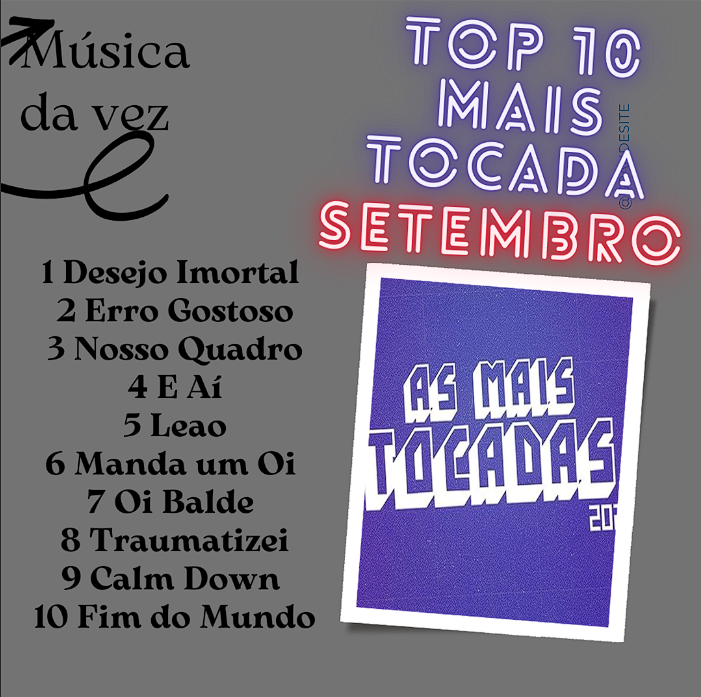 Música
da vez
TOP 10
MAIS
TOCADA
SETEMBRO
1 Desejo Imortal
2 Erro Gostoso
3 Nosso Quadro
4 E Aí
5 Leao
6 Manda um Oi
7 Oi Balde
8 Traumatizei
9 Calm Down
10 Fim do Mundo
AS MAIS
TOCADAS